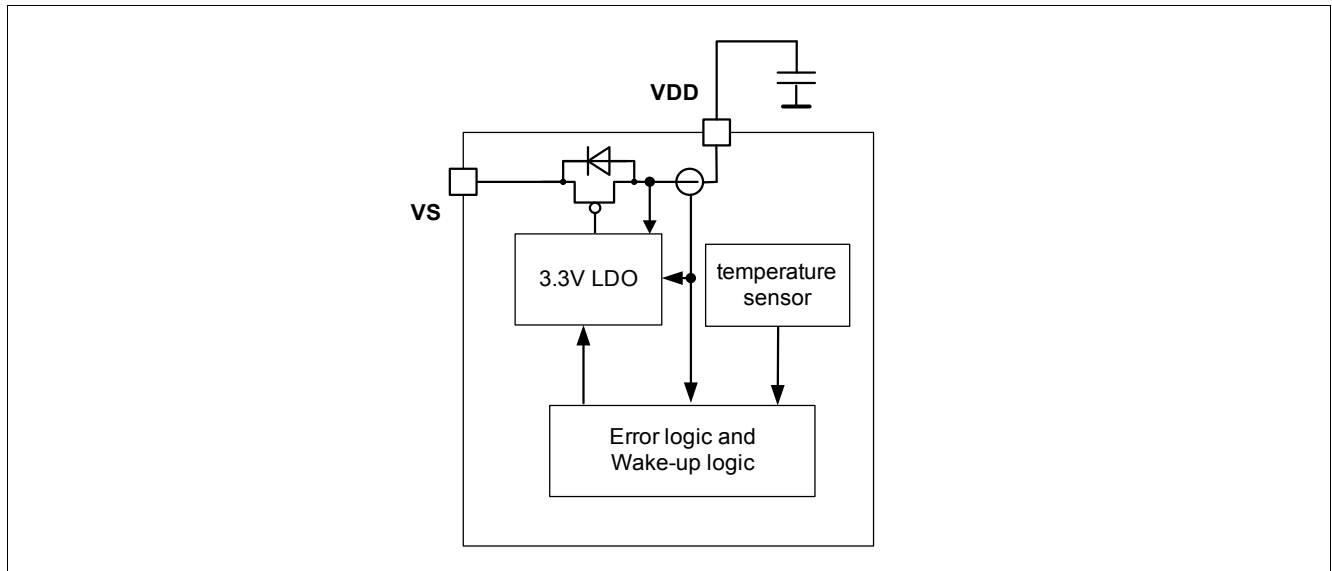 VDD
VS
3.3V LDO
temperature
sensor
Error logic and
Wake-up logic